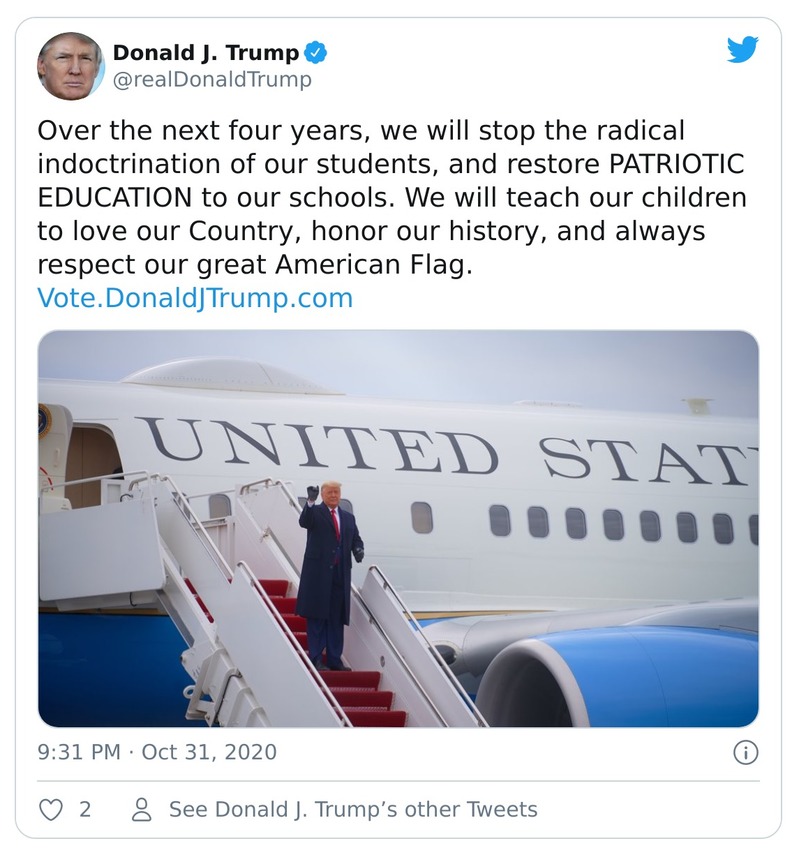 Donald J. Trump
@realDonaldTrump
Over the next four years, we will stop the radical
indoctrination of our students, and restore PATRIOTIC
EDUCATION to our schools. We will teach our children
to love our Country, honor our history, and always
respect our great American Flag.
Vote.DonaldJTrump.com
UNITED STAT
9:31 PM · Oct 31, 2020
2
See Donald J. Trump’s other Tweets